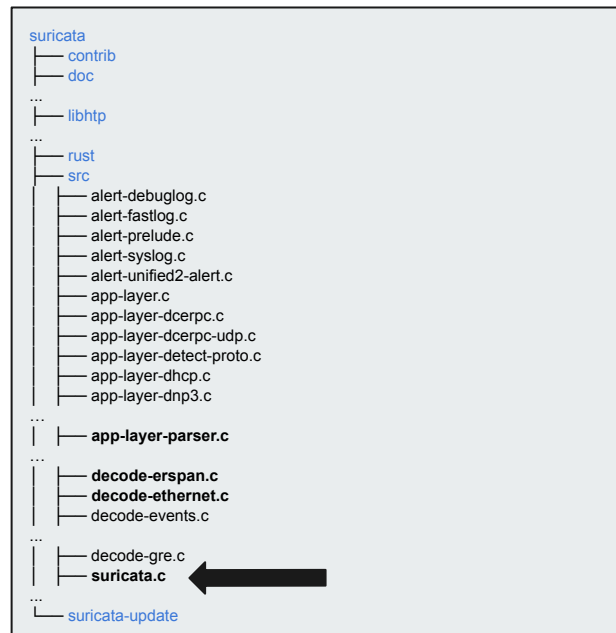 suricata
├── contrib
├── doc
...
├── libhtp
...
├── rust
├── src
│ ├── alert-debuglog.c
│ ├── alert-fastlog.c
│ ├── alert-prelude.c
│ ├── alert-syslog.c
│ ├── alert-unified2-alert.c
│ ├── app-layer.c
│ ├── app-layer-dcerpc.c
│ ├── app-layer-dcerpc-udp.c
│ ├── app-layer-detect-proto.c
│ ├── app-layer-dhcp.c
│ ├── app-layer-dnp3.c
...
│ ├── app-layer-parser.c
...
│ ├── decode-erspan.c
│ ├── decode-ethernet.c
│ ├── decode-events.c
...
│ ├── decode-gre.c
│ ├── suricata.c
...
└── suricata-update